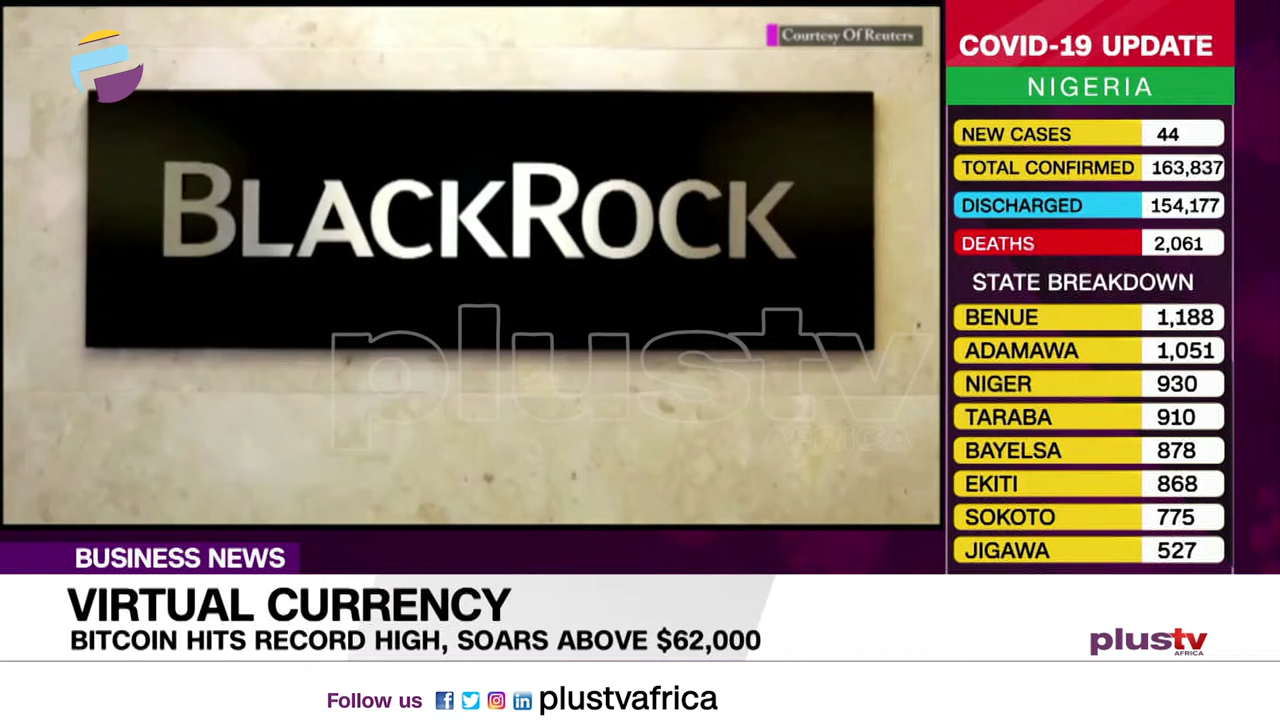 Courtesy Of Reuters
BLACKROCK
plustv
AFRICA
COVID-19 UPDATE
NIGERIA
NEW CASES 44
TOTAL CONFIRMED 163,837
DISCHARGED 154,177
DEATHS 2,061
STATE BREAKDOWN
BENUE 1,188
ADAMAWA 1,051
NIGER 930
TARABA 910
BAYELSA 878
EKITI 868
SOKOTO 775
JIGAWA 527
BUSINESS NEWS
VIRTUAL CURRENCY
BITCOIN HITS RECORD HIGH, SOARS ABOVE $62,000
plustv
AFRICA
Follow us plustvafrica